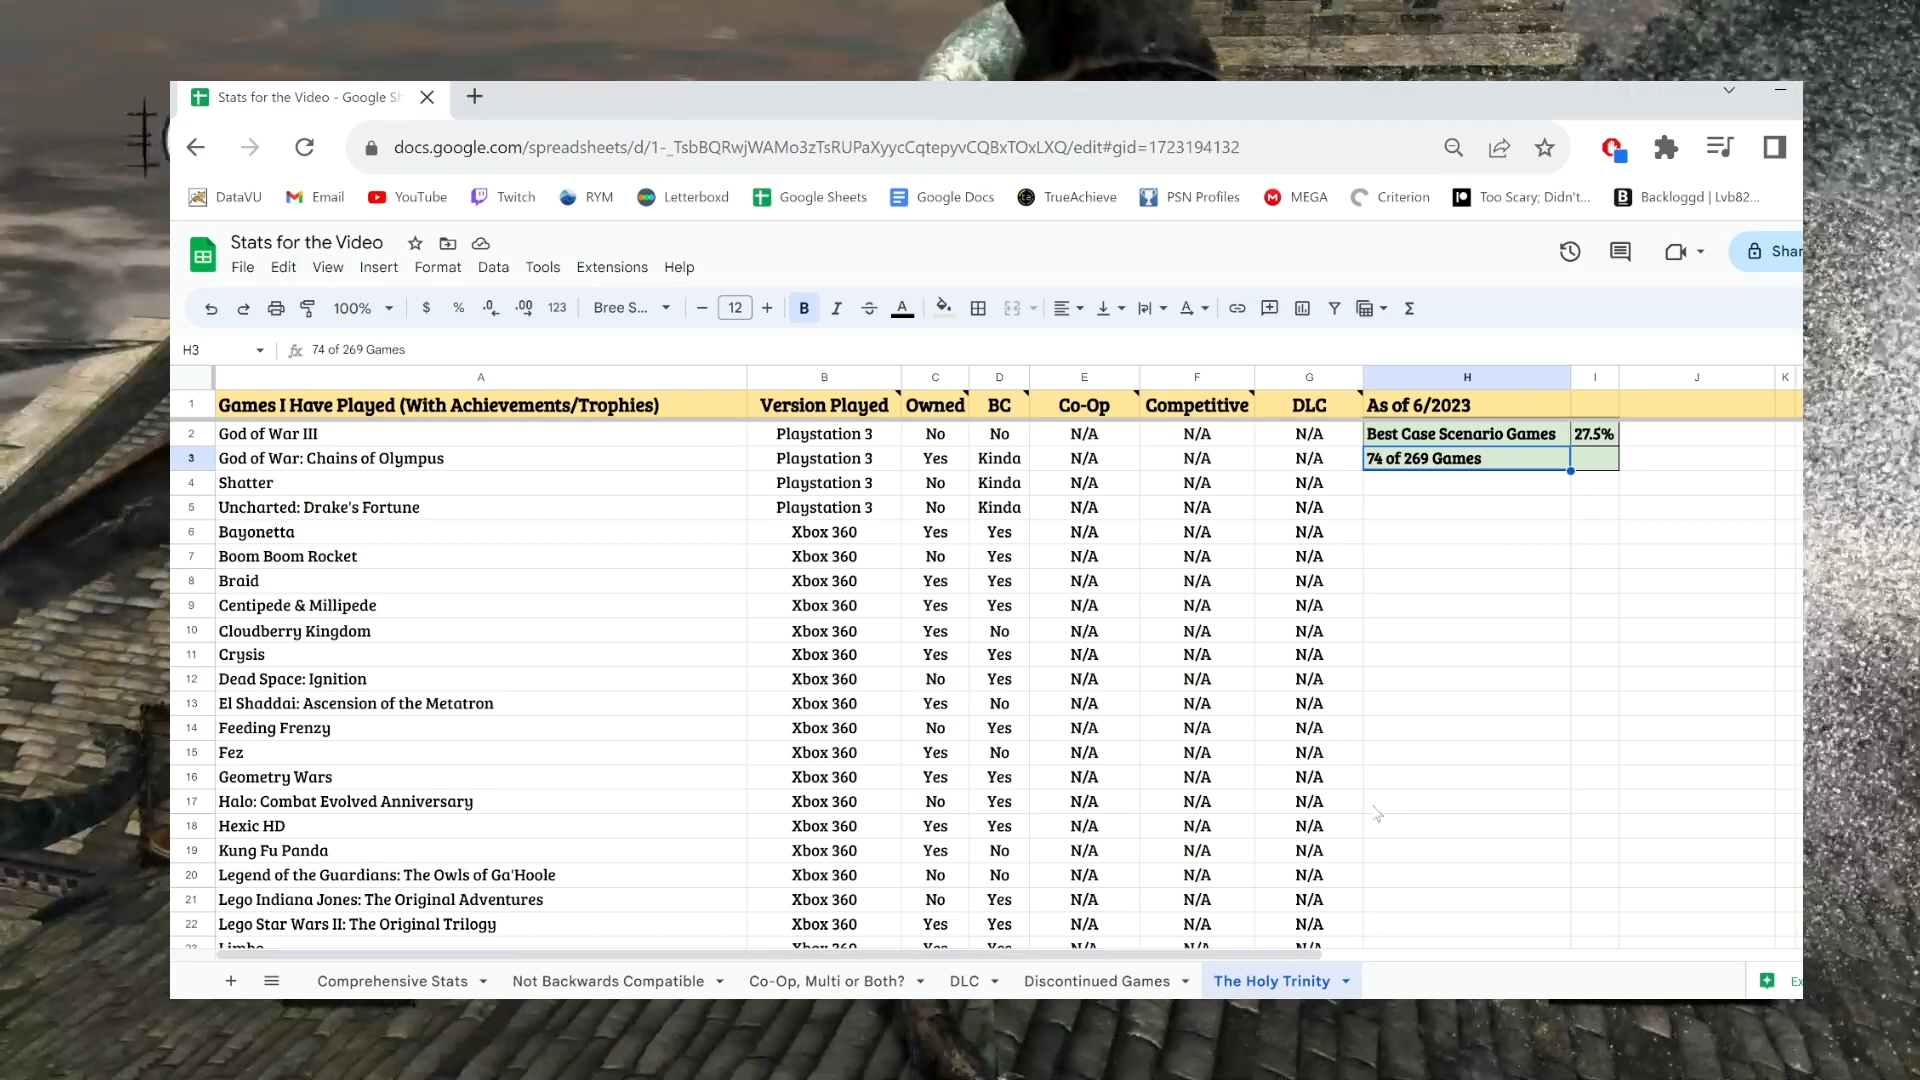 Stats for the Video - Google Sh
docs.google.com/spreadsheets/d/1-_TsbBQRwjWAMo3zTsRUPaXyycCqtepyvCQBxTOxLXQ/edit#gid=1723194132
DataVU Email YouTube Twitch RYM Letterboxd Google Sheets Google Docs TrueAchieve PSN Profiles MEGA Criterion Too Scary; Didn't... Backloggd | Lvb82...
Stats for the Video
Shar
File Edit View Insert Format Data Tools Extensions Help
100% $ % .0 .00 123 Bree S... 12 B I A A Σ
H3 fx 74 of 269 Games
A B C D E F G H I J K
1 Games I Have Played (With Achievements/Trophies) Version Played Owned BC Co-Op Competitive DLC As of 6/2023
2 God of War III Playstation 3 No No N/A N/A N/A Best Case Scenario Games 27.5%
3 God of War: Chains of Olympus Playstation 3 Yes Kinda N/A N/A N/A 74 of 269 Games
4 Shatter Playstation 3 No Kinda N/A N/A N/A
5 Uncharted: Drake's Fortune Playstation 3 No Kinda N/A N/A N/A
6 Bayonetta Xbox 360 Yes Yes N/A N/A N/A
7 Boom Boom Rocket Xbox 360 No Yes N/A N/A N/A
8 Braid Xbox 360 Yes Yes N/A N/A N/A
9 Centipede & Millipede Xbox 360 Yes Yes N/A N/A N/A
10 Cloudberry Kingdom Xbox 360 Yes No N/A N/A N/A
11 Crysis Xbox 360 Yes Yes N/A N/A N/A
12 Dead Space: Ignition Xbox 360 No Yes N/A N/A N/A
13 El Shaddai: Ascension of the Metatron Xbox 360 Yes No N/A N/A N/A
14 Feeding Frenzy Xbox 360 No Yes N/A N/A N/A
15 Fez Xbox 360 Yes No N/A N/A N/A
16 Geometry Wars Xbox 360 Yes Yes N/A N/A N/A
17 Halo: Combat Evolved Anniversary Xbox 360 No Yes N/A N/A N/A
18 Hexic HD Xbox 360 Yes Yes N/A N/A N/A
19 Kung Fu Panda Xbox 360 Yes No N/A N/A N/A
20 Legend of the Guardians: The Owls of Ga'Hoole Xbox 360 No No N/A N/A N/A
21 Lego Indiana Jones: The Original Adventures Xbox 360 No Yes N/A N/A N/A
22 Lego Star Wars II: The Original Trilogy Xbox 360 Yes Yes N/A N/A N/A
23 Limbo Xbox 360 Yes Yes N/A N/A N/A
Comprehensive Stats Not Backwards Compatible Co-Op, Multi or Both? DLC Discontinued Games The Holy Trinity Ex